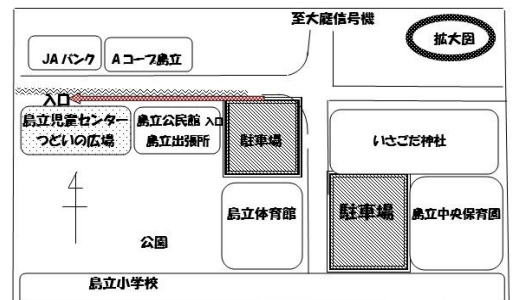 至大庭信号機
拡大図
JAバンク
Aコープ島立
入口
島立児童センター
つどいの広場
島立公民館 入口
島立出張所
駐車場
いさごだ神社
島立体育館
駐車場
島立中央保育園
公園
島立小学校